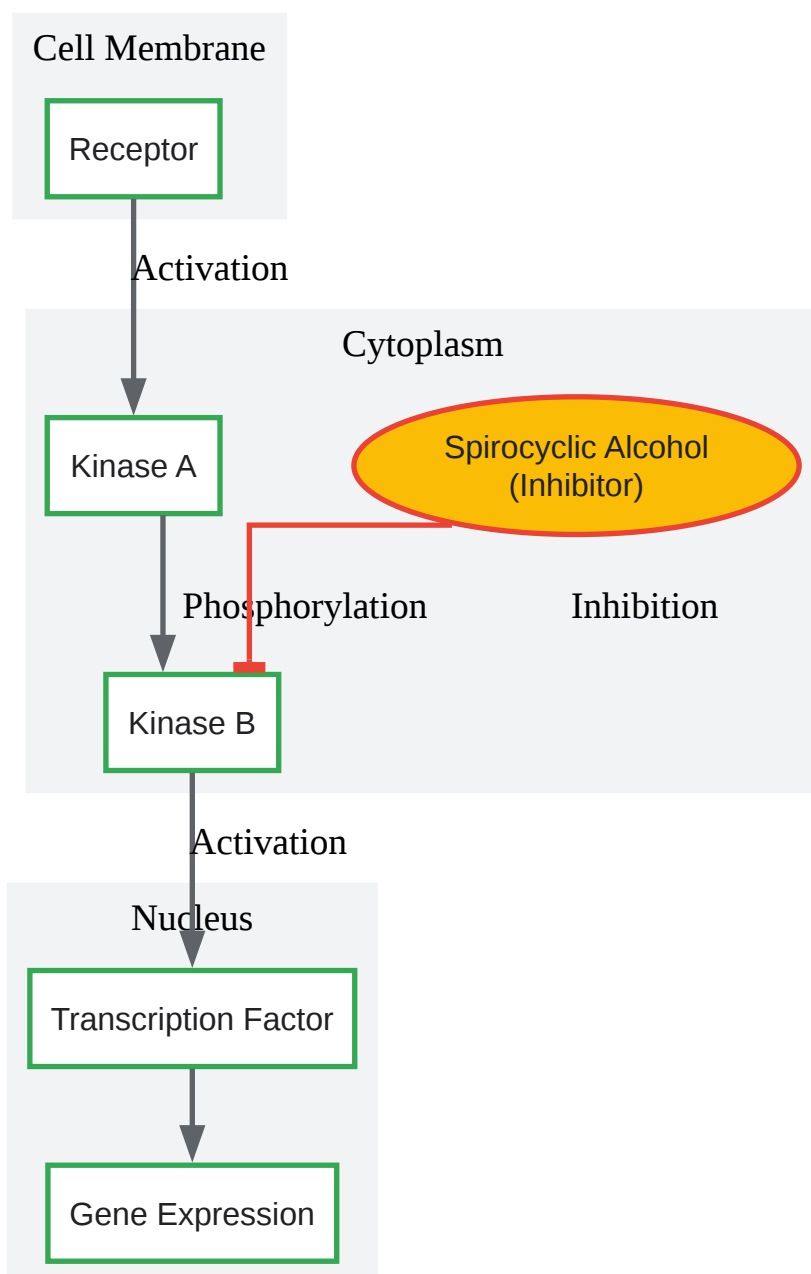 Cell Membrane
Receptor
Activation
Cytoplasm
Kinase A
Spirocyclic Alcohol
(Inhibitor)
Phosphorylation
Inhibition
Kinase B
Activation
Nucleus
Transcription Factor
Gene Expression